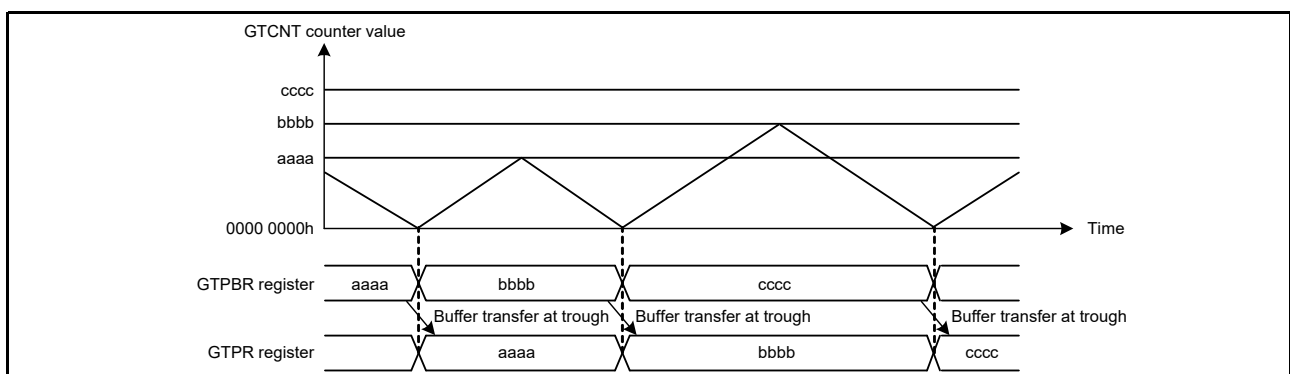 GTCNT counter value
cccc
bbbb
aaaa
0000 0000h
Time
GTPBR register
aaaa
bbbb
cccc
Buffer transfer at trough
Buffer transfer at trough
Buffer transfer at trough
GTPR register
aaaa
bbbb
cccc